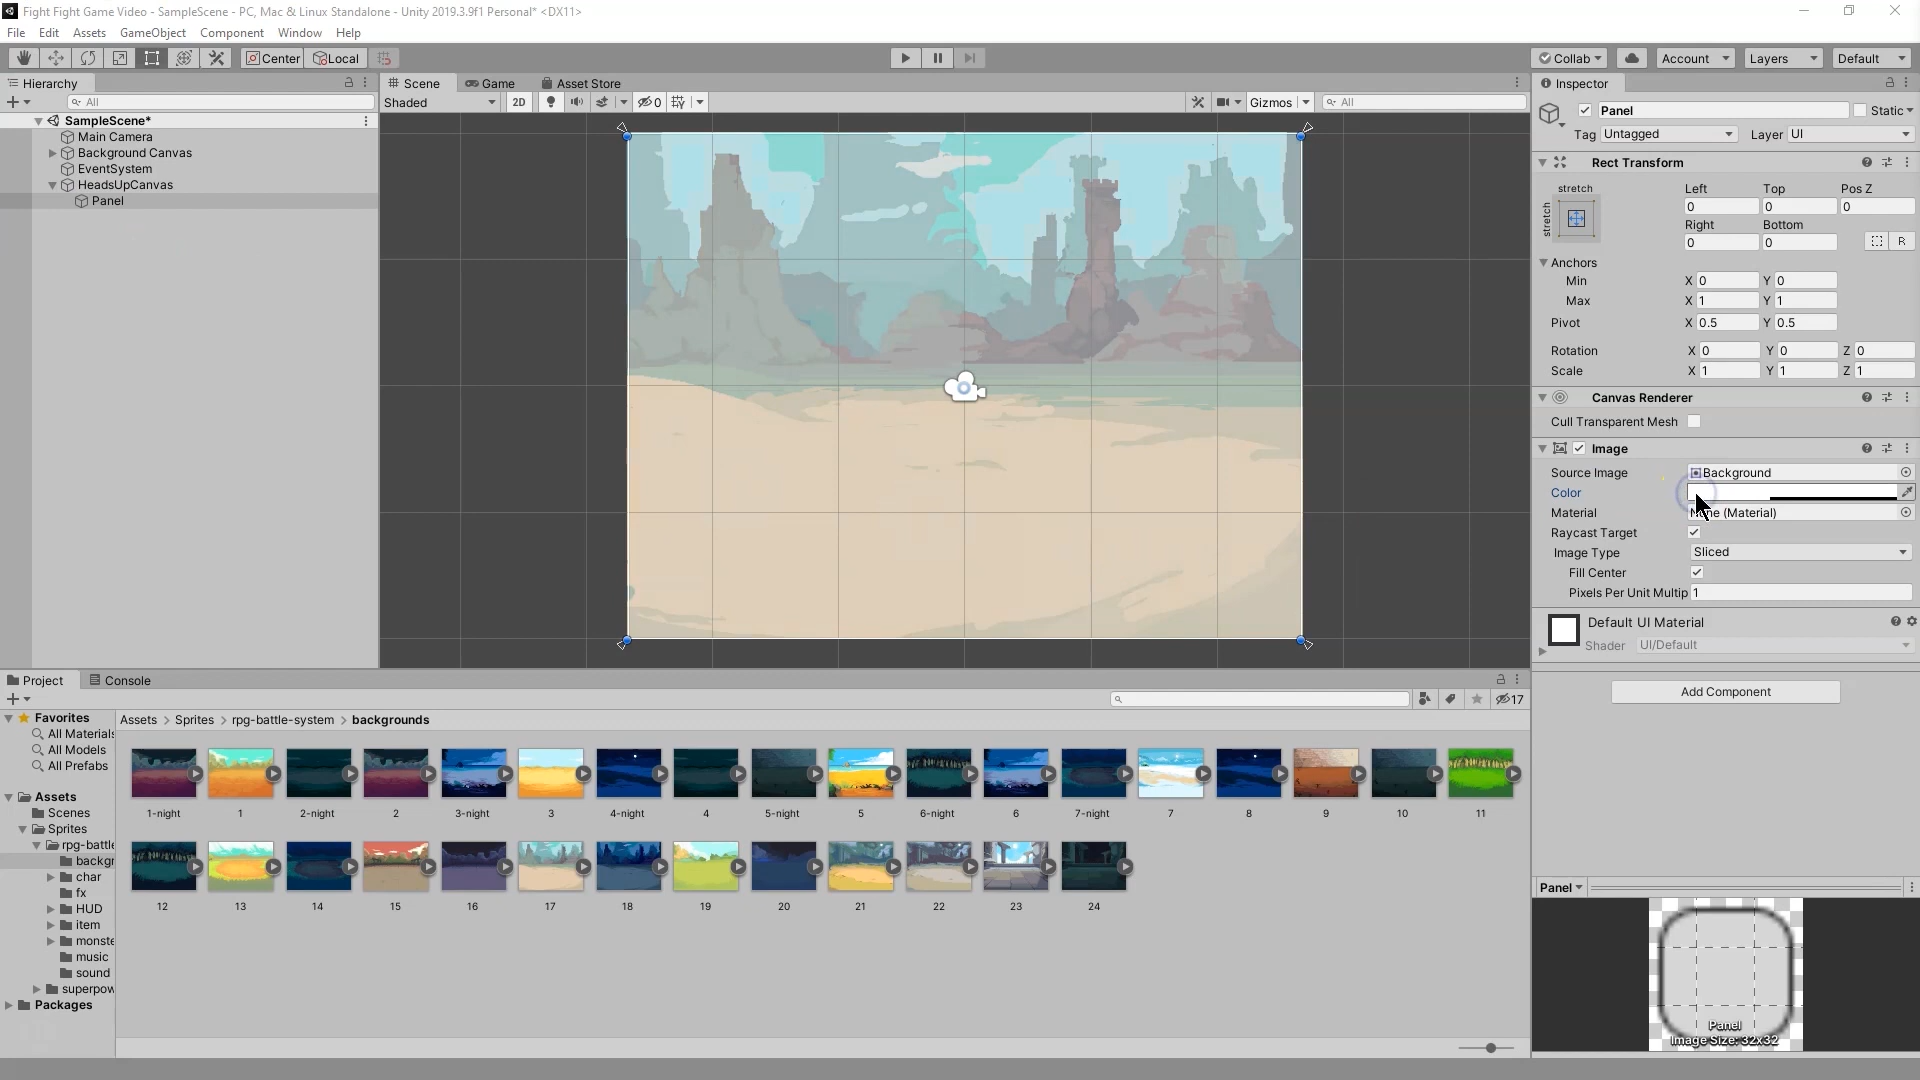 Fight Fight Game Video - SampleScene - PC, Mac & Linux Standalone - Unity 2019.3.9f1 Personal* <DX11>
File Edit Assets GameObject Component Window Help
Center Local Collab Account Layers Default
Hierarchy
All
SampleScene*
Main Camera
Background Canvas
EventSystem
HeadsUpCanvas
Panel
Scene Game Asset Store
Shaded 2D 0 Gizmos All
Inspector
Panel Static
Tag Untagged Layer UI
Rect Transform
stretch
stretch
Left Top Pos Z
0 0 0
Right Bottom
0 0 R
Anchors
Min X 0 Y 0
Max X 1 Y 1
Pivot X 0.5 Y 0.5
Rotation X 0 Y 0 Z 0
Scale X 1 Y 1 Z 1
Canvas Renderer
Cull Transparent Mesh
Image
Source Image Background
Color
Material None (Material)
Raycast Target
Image Type Sliced
Fill Center
Pixels Per Unit Multip 1
Default UI Material
Shader UI/Default
Add Component
Panel
Panel
Image Size: 32x32
Project Console
17
Favorites
All Materials
All Models
All Prefabs
Assets
Scenes
Sprites
rpg-battle
backgr
char
fx
HUD
item
monste
music
sound
superpow
Packages
Assets > Sprites > rpg-battle-system > backgrounds
1-night 1 2-night 2 3-night 3 4-night 4 5-night 5 6-night 6 7-night 7 8 9 10 11
12 13 14 15 16 17 18 19 20 21 22 23 24